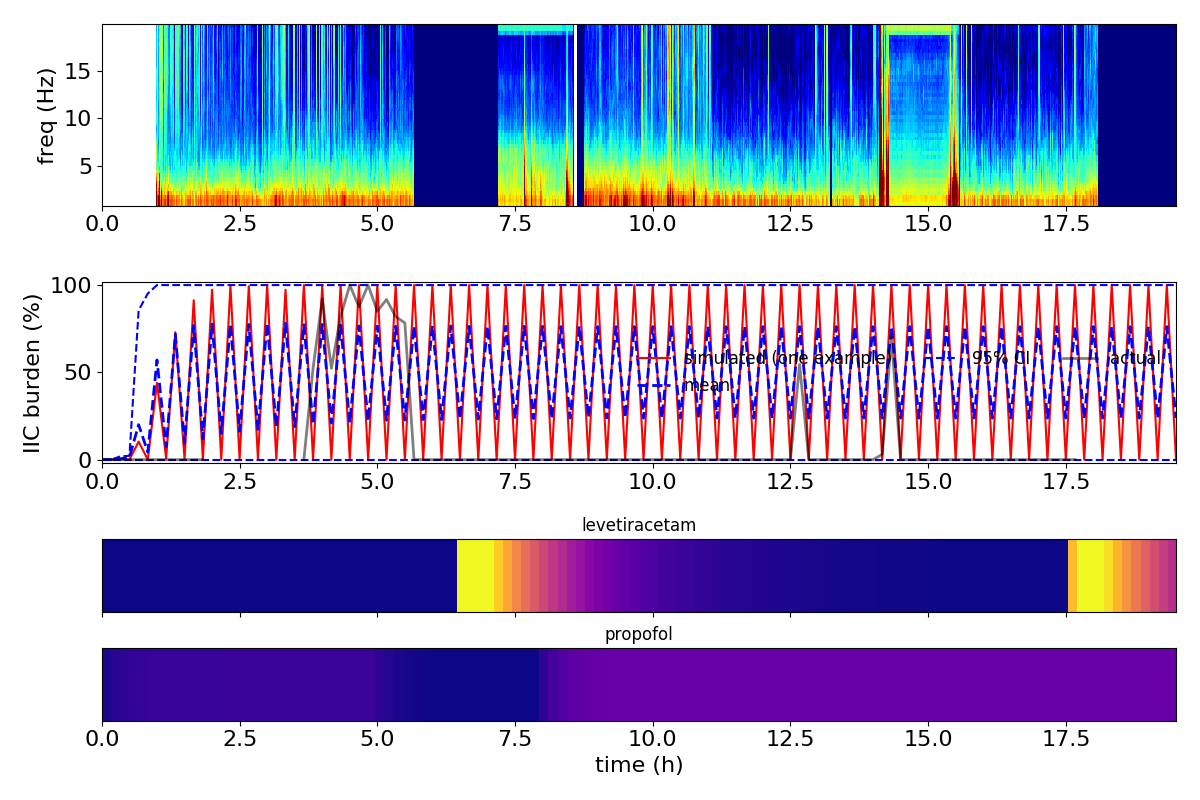 freq (Hz)
15
10
5
0.0 2.5 5.0 7.5 10.0 12.5 15.0 17.5
IIC burden (%)
100
50
0
simulated (one example) 95% CI actual
mean
0.0 2.5 5.0 7.5 10.0 12.5 15.0 17.5
levetiracetam
propofol
0.0 2.5 5.0 7.5 10.0 12.5 15.0 17.5
time (h)